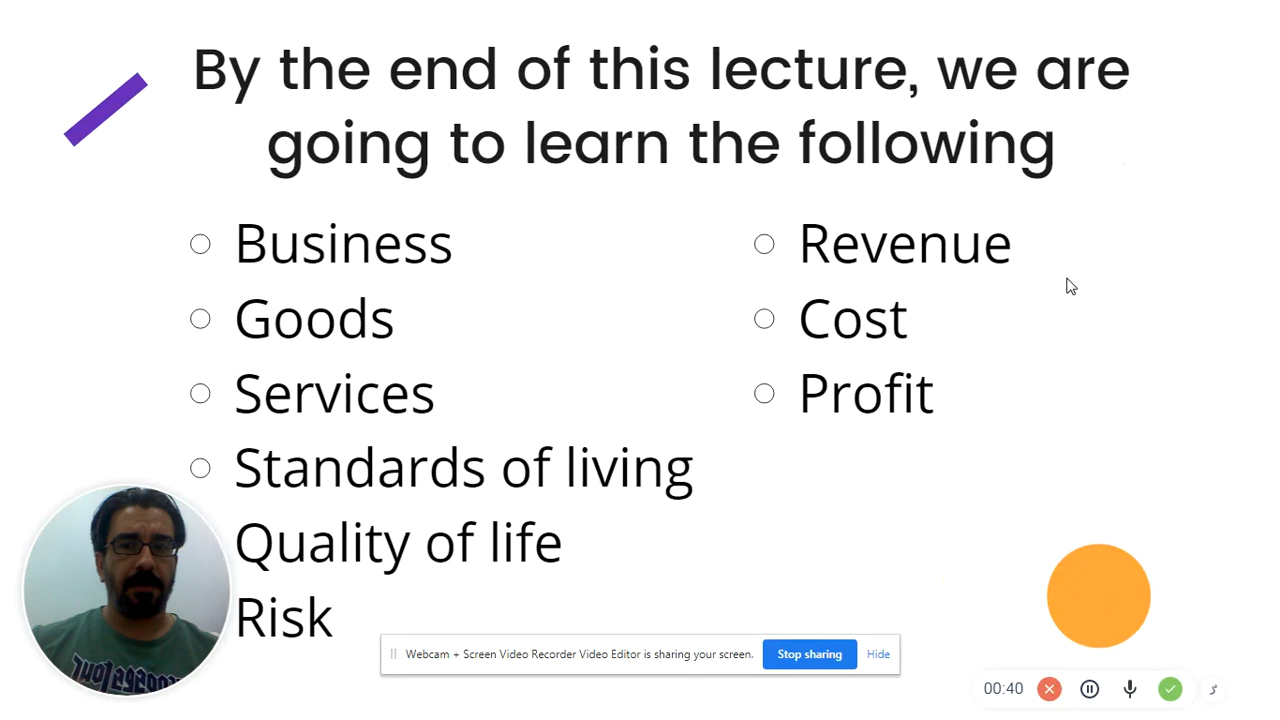 By the end of this lecture, we are
going to learn the following
Business
Goods
Services
Standards of living
Quality of life
Risk
Revenue
Cost
Profit
Webcam + Screen Video Recorder Video Editor is sharing your screen.
Stop sharing
Hide
00:40